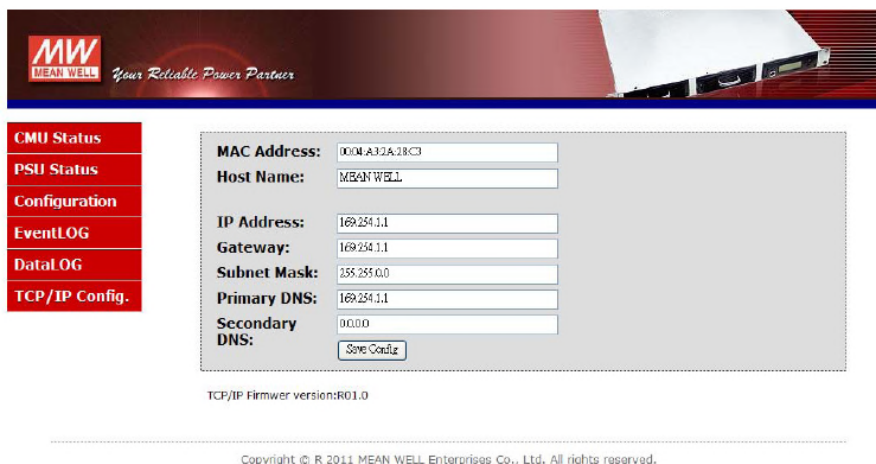 MW
MEAN WELL
Your Reliable Power Partner
CMU Status
PSU Status
Configuration
EventLOG
DataLOG
TCP/IP Config.
MAC Address: 00:04:A3:2A:28:C3
Host Name: MEAN WELL
IP Address: 169.254.1.1
Gateway: 169.254.1.1
Subnet Mask: 255.255.0.0
Primary DNS: 169.254.1.1
Secondary DNS: 0.0.0.0
Save Config
TCP/IP Firmwer version:R01.0
Copyright © R 2011 MEAN WELL Enterprises Co., Ltd. All rights reserved.